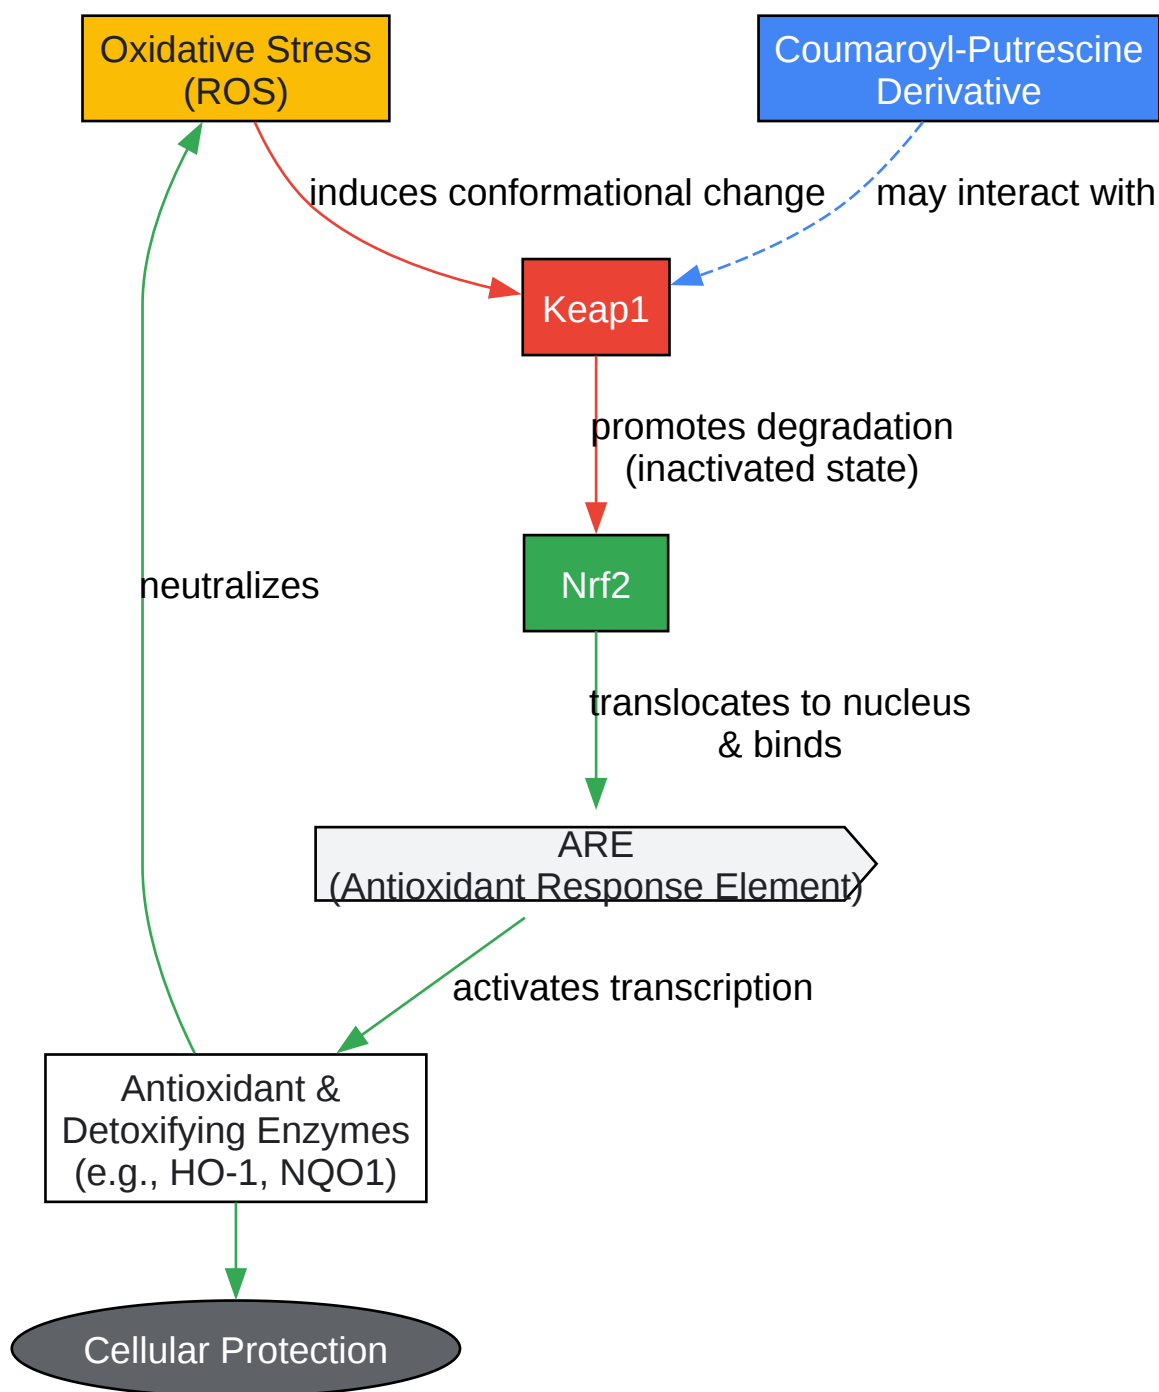 Oxidative Stress
(ROS)
Coumaroyl-Putrescine
Derivative
induces conformational change
may interact with
Keap1
promotes degradation
(inactivated state)
Nrf2
neutralizes
translocates to nucleus
& binds
ARE
(Antioxidant Response Element)
activates transcription
Antioxidant &
Detoxifying Enzymes
(e.g., HO-1, NQO1)
Cellular Protection